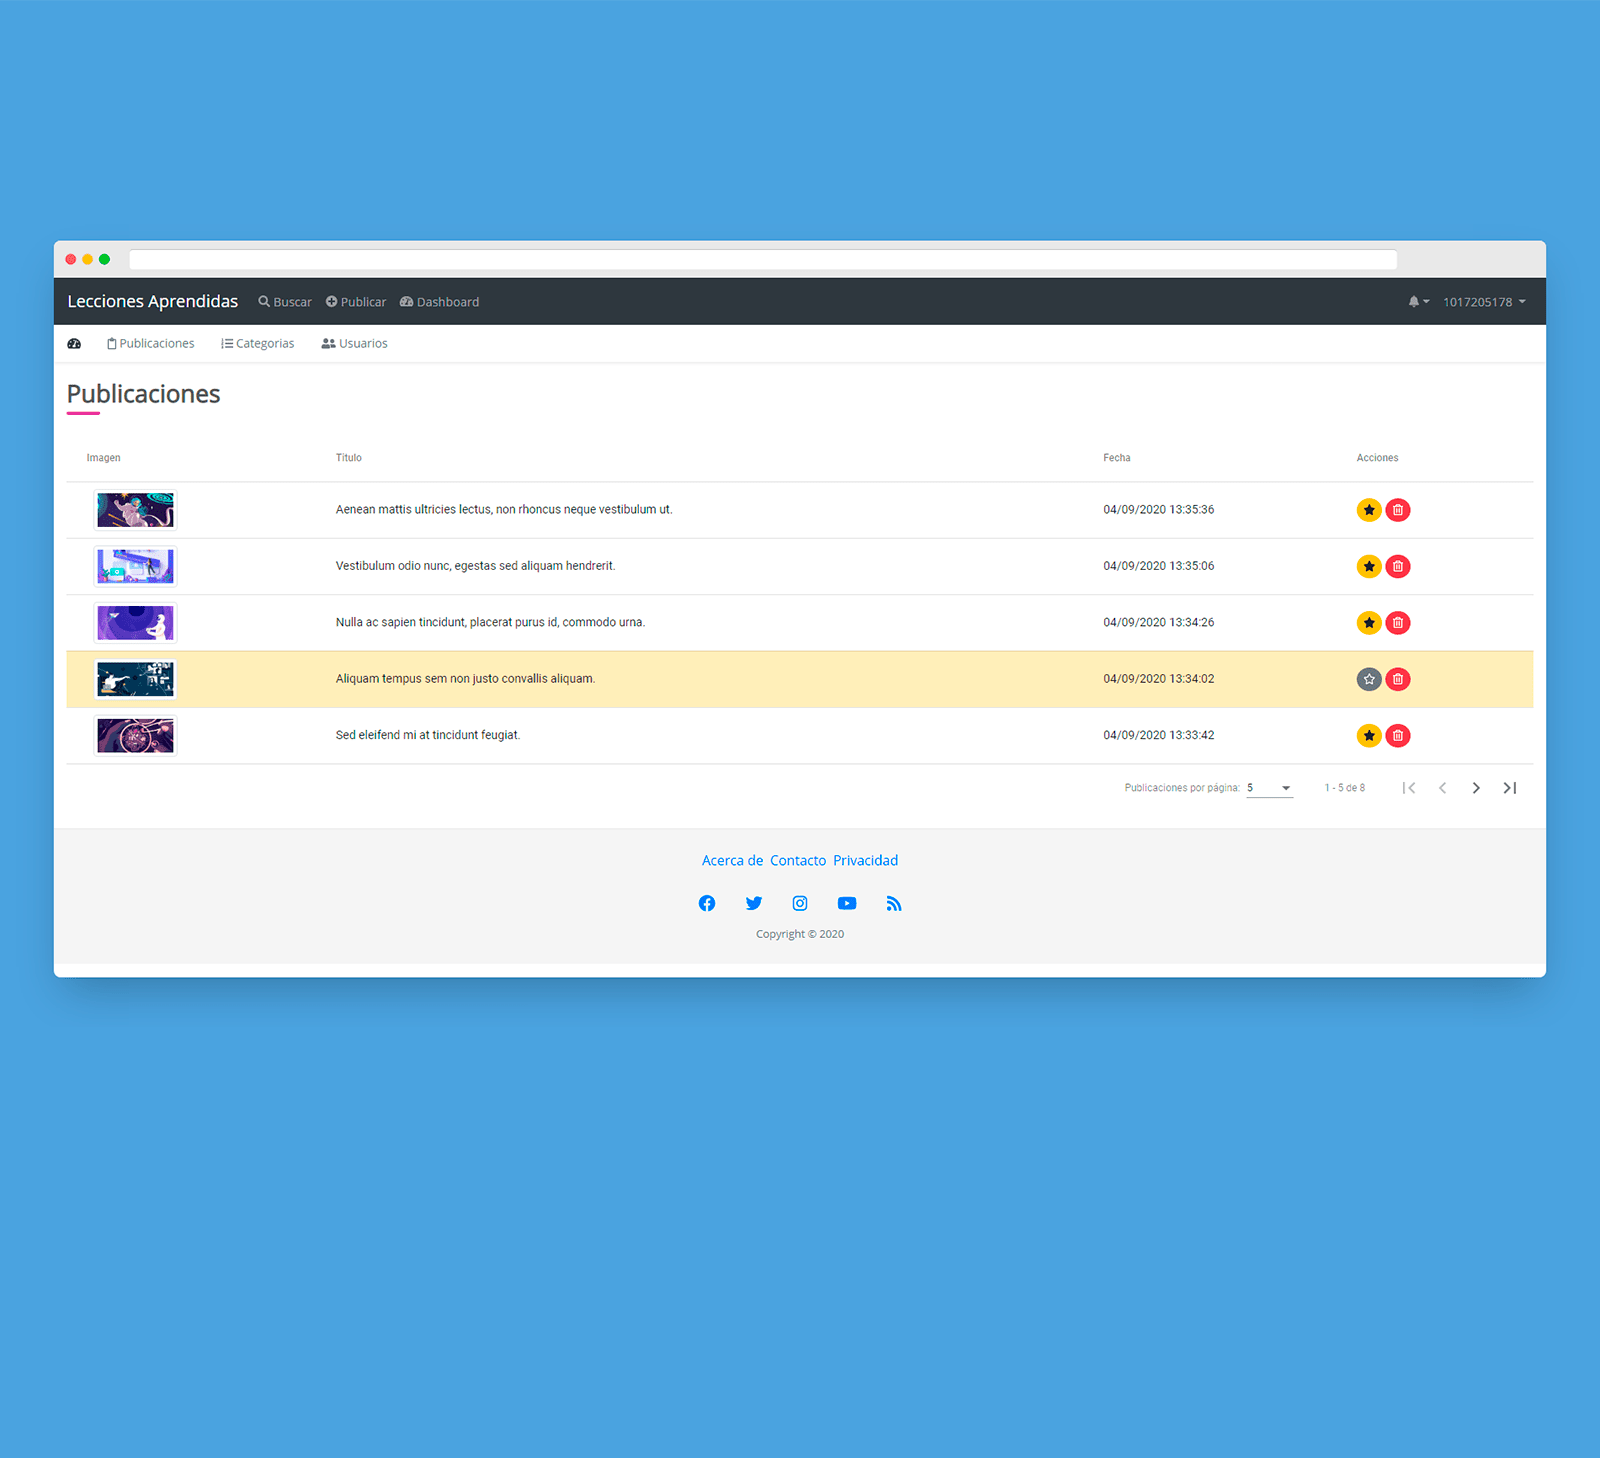 Lecciones Aprendidas Buscar Publicar Dashboard 1017205178
Publicaciones Categorias Usuarios
Publicaciones
Imagen Titulo Fecha Acciones
Aenean mattis ultricies lectus, non rhoncus neque vestibulum ut. 04/09/2020 13:35:36
Vestibulum odio nunc, egestas sed aliquam hendrerit. 04/09/2020 13:35:06
Nulla ac sapien tincidunt, placerat purus id, commodo urna. 04/09/2020 13:34:26
Aliquam tempus sem non justo convallis aliquam. 04/09/2020 13:34:02
Sed eleifend mi at tincidunt feugiat. 04/09/2020 13:33:42
Publicaciones por página: 5 1 - 5 de 8
Acerca de Contacto Privacidad
Copyright © 2020